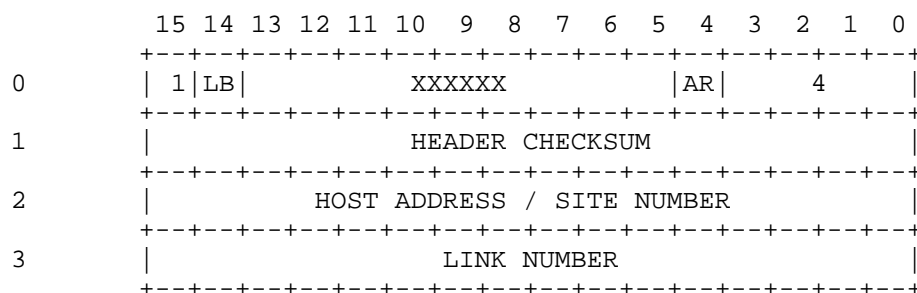 15 14 13 12 11 10 9 8 7 6 5 4 3 2 1 0
+--+--+--+--+--+--+--+--+--+--+--+--+--+--+--+--+
0 | 1|LB| XXXXXX |AR| 4 |
+--+--+--+--+--+--+--+--+--+--+--+--+--+--+--+--+
1 | HEADER CHECKSUM |
+--+--+--+--+--+--+--+--+--+--+--+--+--+--+--+--+
2 | HOST ADDRESS / SITE NUMBER |
+--+--+--+--+--+--+--+--+--+--+--+--+--+--+--+--+
3 | LINK NUMBER |
+--+--+--+--+--+--+--+--+--+--+--+--+--+--+--+--+